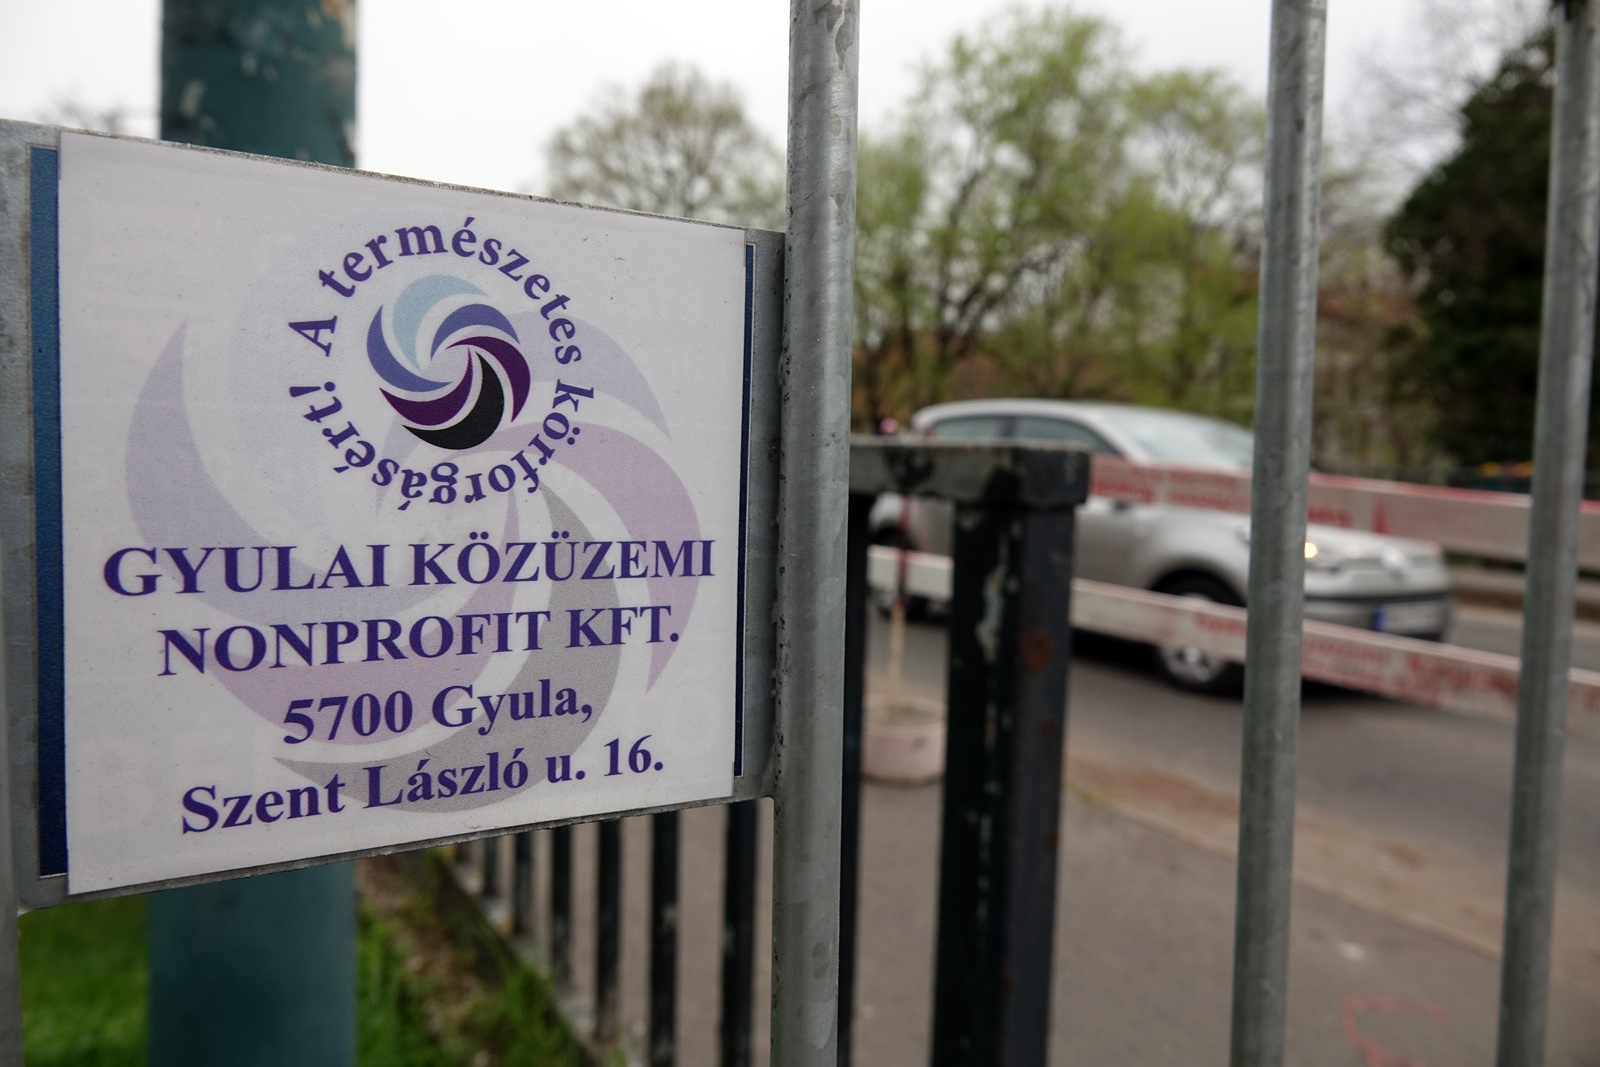 A természetes körforgásért!
GYULAI KÖZÜZEMI
NONPROFIT KFT.
5700 Gyula,
Szent László u. 16.